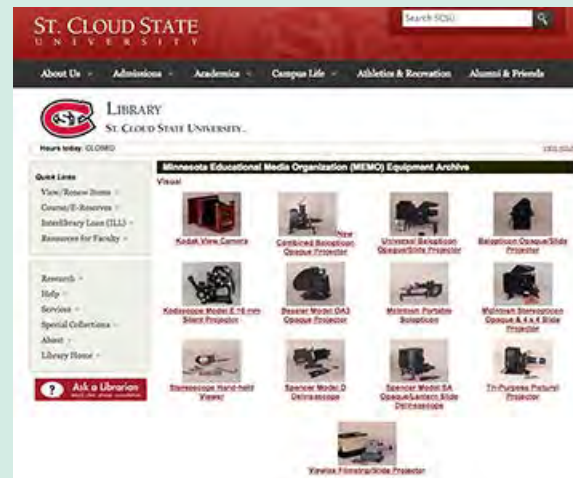 ST. CLOUD STATE
UNIVERSITY
Search SCSU
About Us
Admissions
Academics
Campus Life
Athletics & Recreation
Alumni & Friends
LIBRARY
ST. CLOUD STATE UNIVERSITY
Hours today: CLOSED
Quick Links
View/Renew Items
Course/E-Reserves
Interlibrary Loan (ILL)
Resources for Faculty
Research
Help
Services
Special Collections
About
Library Home
Ask a Librarian
Minnesota Educational Media Organization (MEMO) Equipment Archive
Visual
Kodak View Camera
New
Combined Balopticon
Opaque Projector
Universal Balopticon
Opaque/Slide Projector
Balopticon Opaque/Slide
Projector
Kodascope Model E 16 mm
Silent Projector
Beseler Model OA3
Opaque Projector
McIntosh Portable
McIntosh Stereopticon
Opaque & 4 x 4 Slide
Projector
Stereoscope Hand-held
Viewer
Spencer Model D
Delineascope
Spencer Model SA
Opaque/Lantern Slide
Delineascope
Tri-Purpose Picturol
Projector
Viewlex Filmstrip/Slide Projector